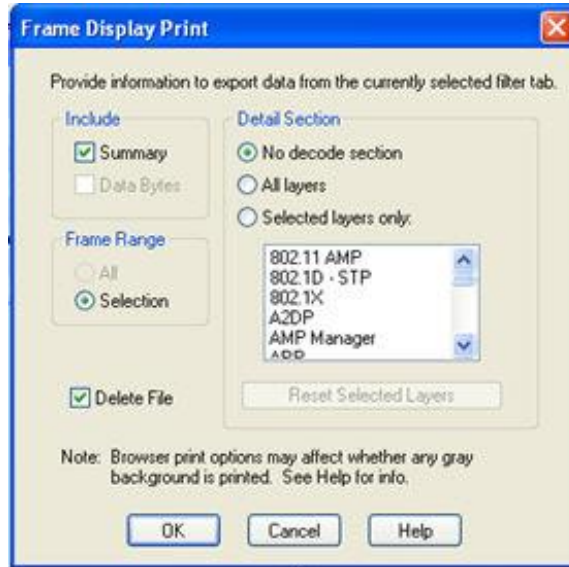 Frame Display Print
Provide information to export data from the currently selected filter tab.
Include
Summary
Data Bytes
Frame Range
All
Selection
Delete File
Detail Section
No decode section
All layers
Selected layers only:
802.11 AMP
802.1D - STP
802.1X
A2DP
AMP Manager
ARP
Reset Selected Layers
Note: Browser print options may affect whether any gray
background is printed. See Help for info.
OK
Cancel
Help